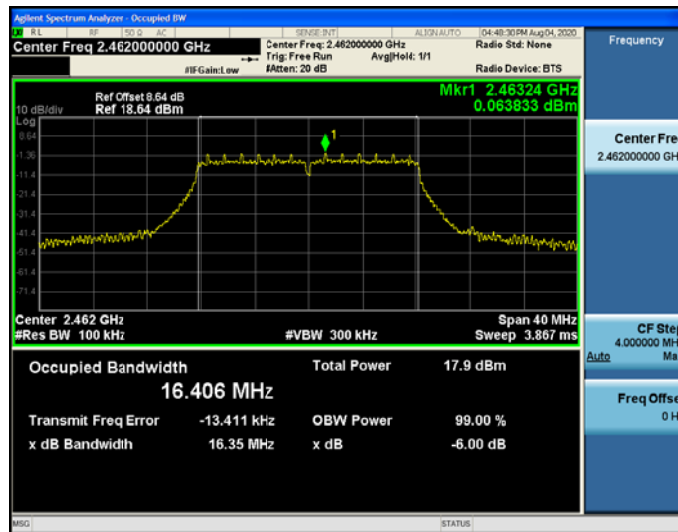 Agilent Spectrum Analyzer - Occupied BW
RL RF 50 Ω AC SENSE:INT ALIGN AUTO 04:48:30 PM Aug 04, 2020
Center Freq 2.462000000 GHz
Center Freq: 2.462000000 GHz
Radio Std: None
Trig: Free Run Avg|Hold: 1/1
#IFGain:Low #Atten: 20 dB Radio Device: BTS
Frequency
Mkr1 2.46324 GHz
0.063833 dBm
Ref Offset 8.64 dB
10 dB/div Ref 18.64 dBm
Log
8.64
1
-1.36
-11.4
-21.4
-31.4
-41.4
-51.4
-61.4
-71.4
Center 2.462 GHz Span 40 MHz
#Res BW 100 kHz #VBW 300 kHz Sweep 3.867 ms
Center Fre
2.462000000 GH
CF Step
4.000000 MH
Auto Ma
Freq Offse
0 H
Occupied Bandwidth Total Power 17.9 dBm
16.406 MHz
Transmit Freq Error -13.411 kHz OBW Power 99.00 %
x dB Bandwidth 16.35 MHz x dB -6.00 dB
MSG STATUS